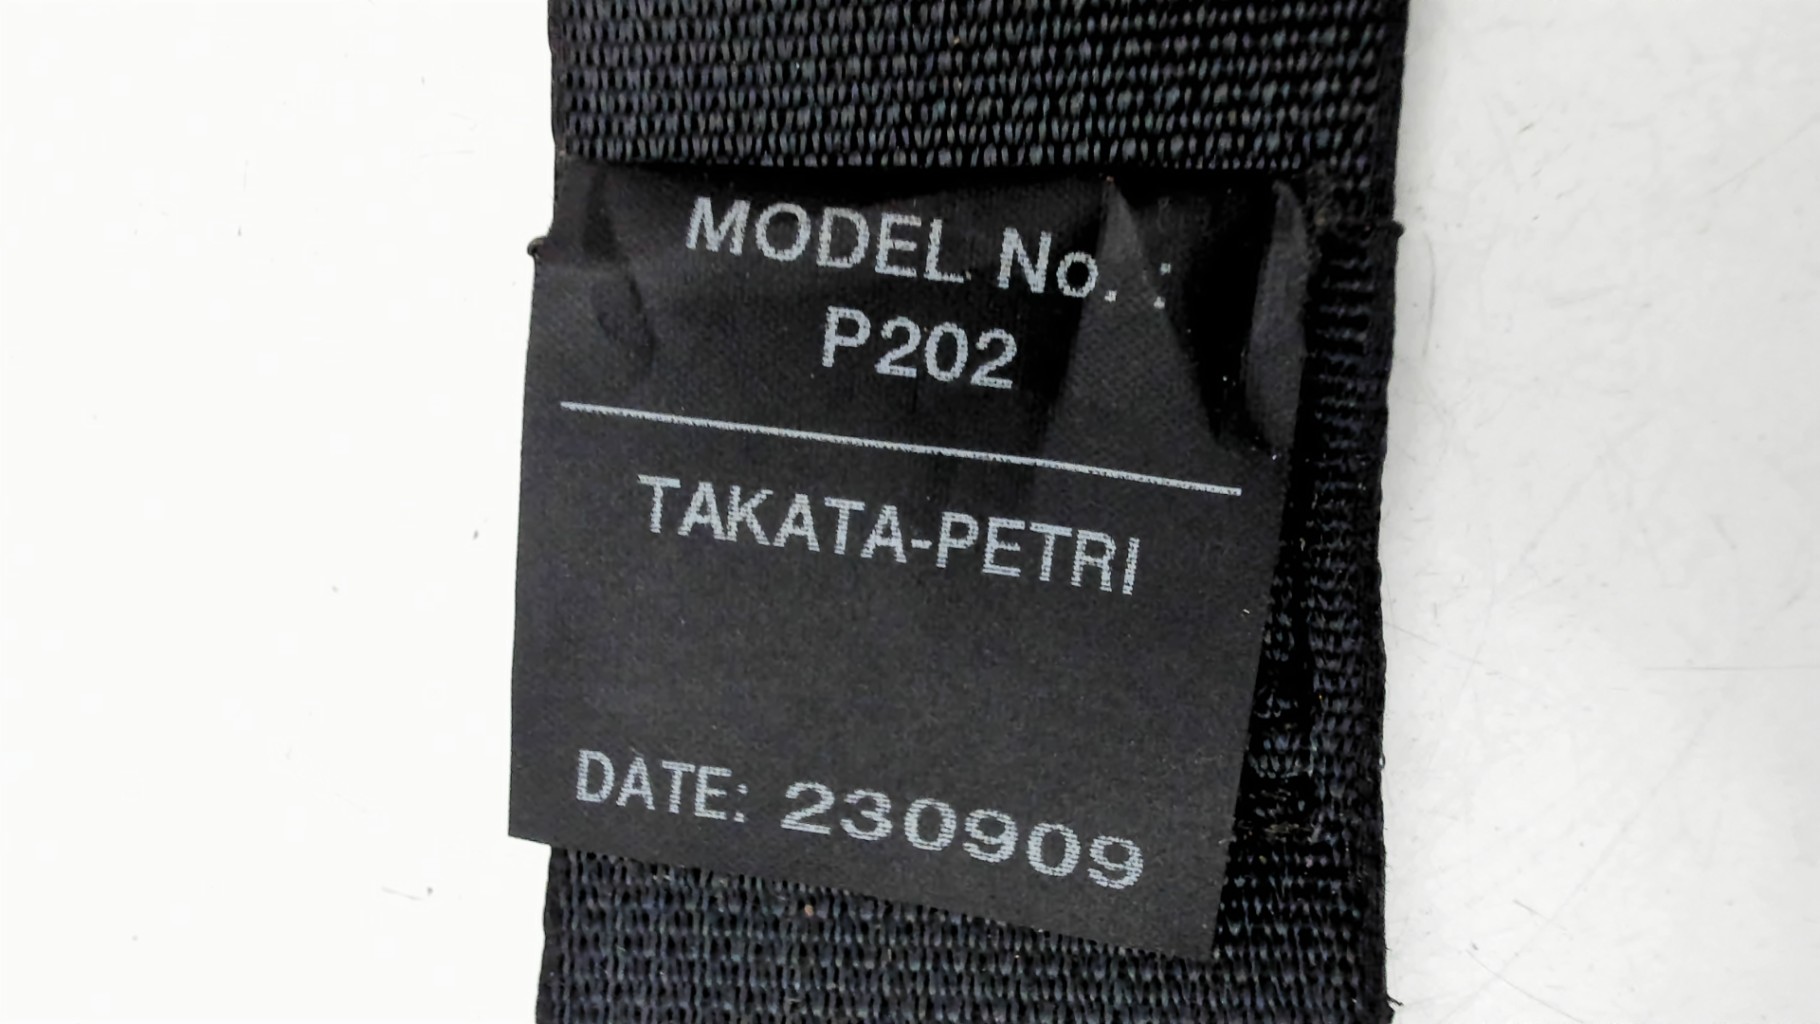 MODEL No. :
P202
TAKATA-PETRI
DATE: 230909